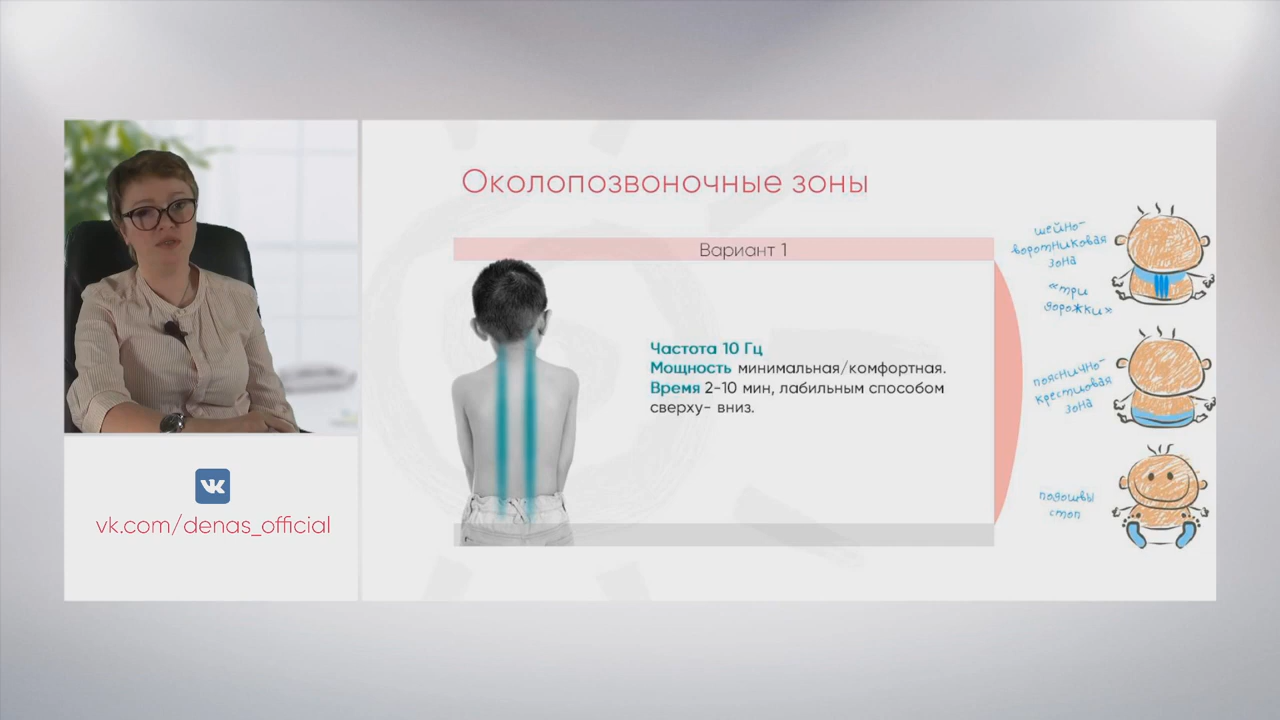 Околопозвоночные зоны
Вариант 1
Частота 10 Гц
Мощность минимальная/комфортная.
Время 2-10 мин, лабильным способом
сверху- вниз.
шейно-
воротниковая
зона
«три
дорожки»
пояснично-
крестцовая
зона
подошвы
стоп
vk.com/denas_official